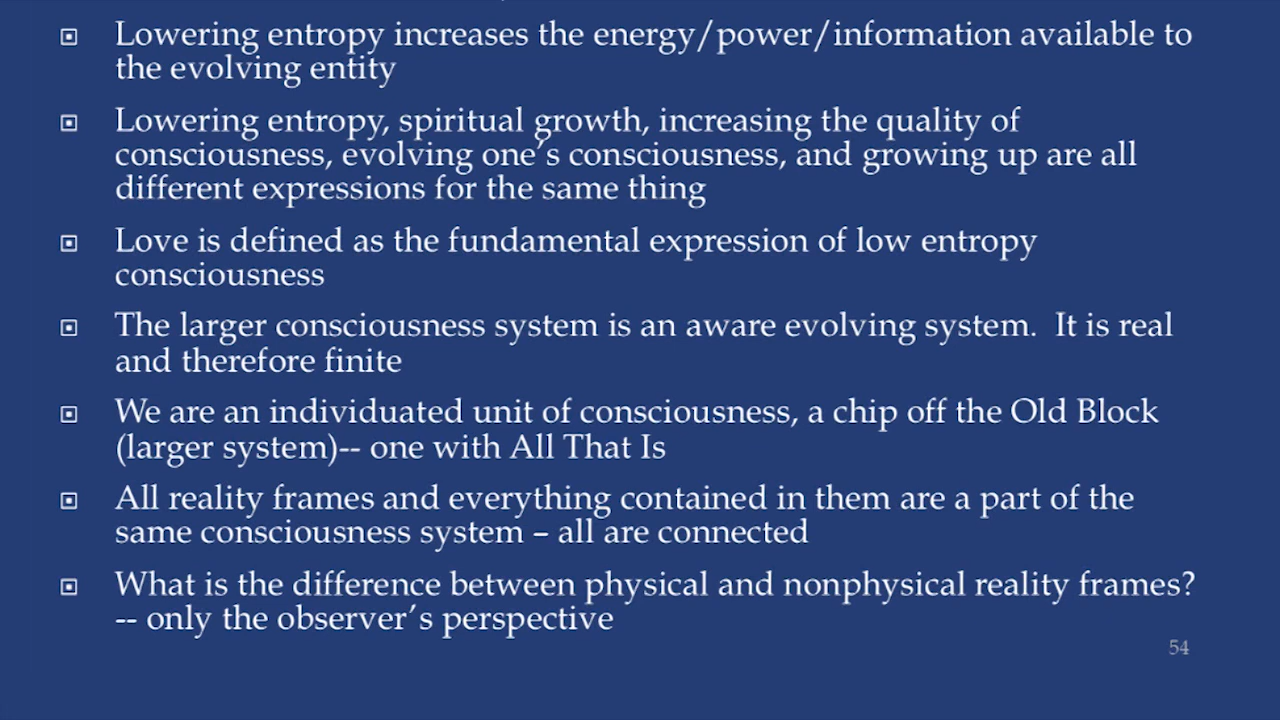 Lowering entropy increases the energy/power/information available to
the evolving entity
Lowering entropy, spiritual growth, increasing the quality of
consciousness, evolving one’s consciousness, and growing up are all
different expressions for the same thing
Love is defined as the fundamental expression of low entropy
consciousness
The larger consciousness system is an aware evolving system.  It is real
and therefore finite
We are an individuated unit of consciousness, a chip off the Old Block
(larger system)-- one with All That Is
All reality frames and everything contained in them are a part of the
same consciousness system – all are connected
What is the difference between physical and nonphysical reality frames?
-- only the observer’s perspective
54